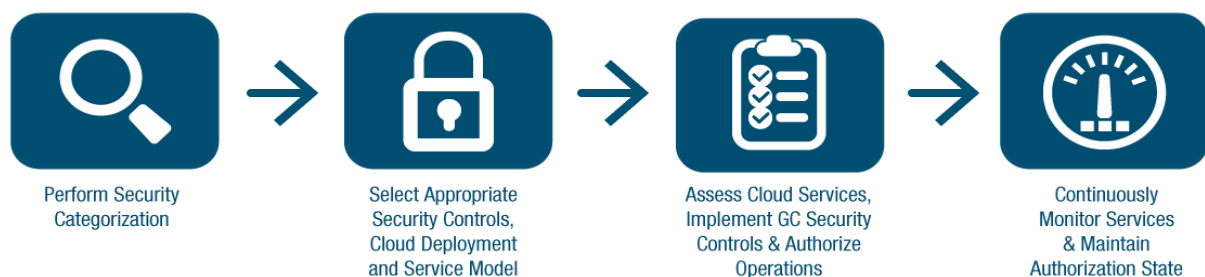 Perform Security
Categorization
Select Appropriate
Security Controls,
Cloud Deployment
and Service Model
Assess Cloud Services,
Implement GC Security
Controls & Authorize
Operations
Continuously
Monitor Services
& Maintain
Authorization State